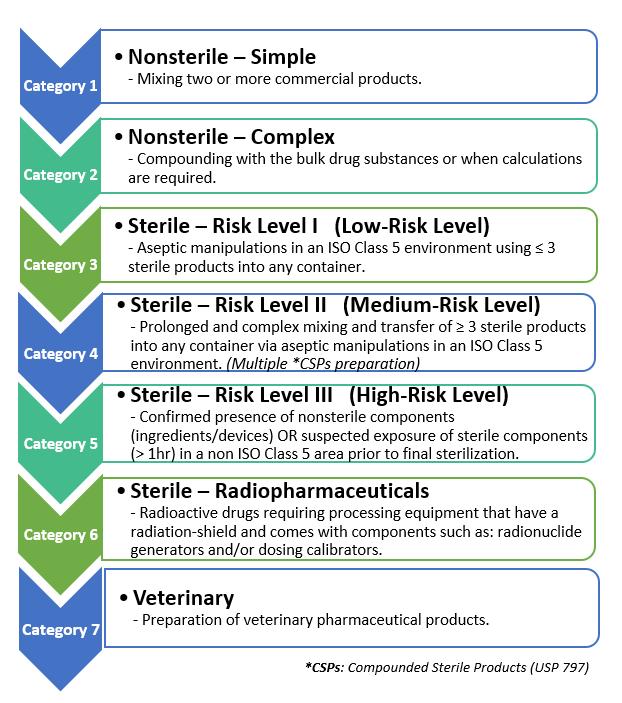 Category 1
• Nonsterile – Simple
- Mixing two or more commercial products.
Category 2
• Nonsterile – Complex
- Compounding with the bulk drug substances or when calculations
are required.
Category 3
• Sterile – Risk Level I (Low-Risk Level)
- Aseptic manipulations in an ISO Class 5 environment using ≤ 3
sterile products into any container.
Category 4
• Sterile – Risk Level II (Medium-Risk Level)
- Prolonged and complex mixing and transfer of ≥ 3 sterile products
into any container via aseptic manipulations in an ISO Class 5
environment. (Multiple *CSPs preparation)
Category 5
• Sterile – Risk Level III (High-Risk Level)
- Confirmed presence of nonsterile components
(ingredients/devices) OR suspected exposure of sterile components
(> 1hr) in a non ISO Class 5 area prior to final sterilization.
Category 6
• Sterile – Radiopharmaceuticals
- Radioactive drugs requiring processing equipment that have a
radiation-shield and comes with components such as: radionuclide
generators and/or dosing calibrators.
Category 7
• Veterinary
- Preparation of veterinary pharmaceutical products.
*CSPs: Compounded Sterile Products (USP 797)